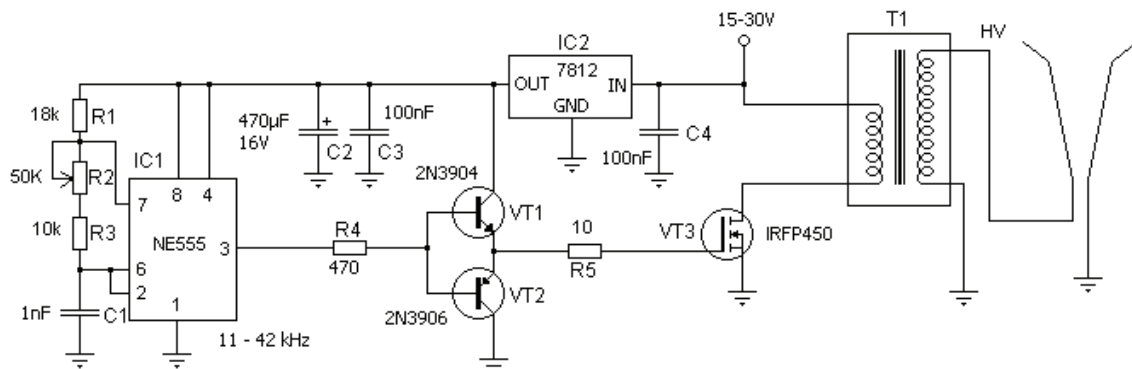 15-30V
T1
HV
IC2
7812
OUT
IN
GND
18k
R1
470µF
16V
+
C2
100nF
C3
100nF
C4
50K
R2
IC1
8
4
7
2N3904
VT1
10k
R3
NE555
3
R4
470
10
R5
VT3
IRFP450
6
2
1
VT2
2N3906
1nF
C1
11 - 42 kHz